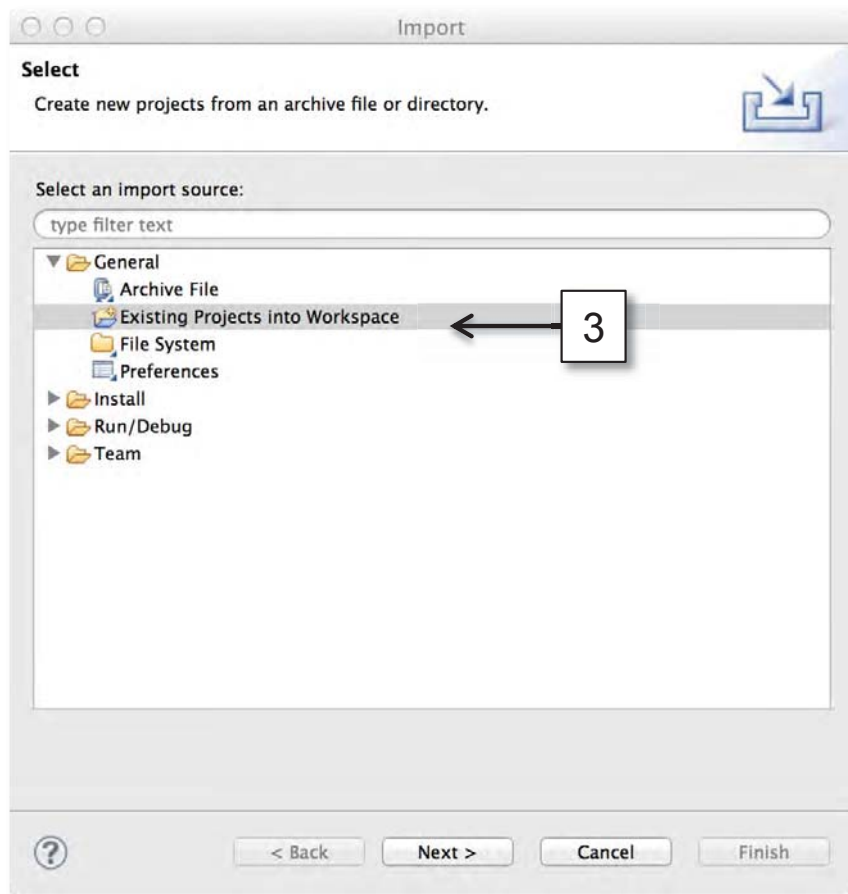 Import
Select
Create new projects from an archive file or directory.
Select an import source:
type filter text
General
Archive File
Existing Projects into Workspace
3
File System
Preferences
Install
Run/Debug
Team
?
< Back
Next >
Cancel
Finish